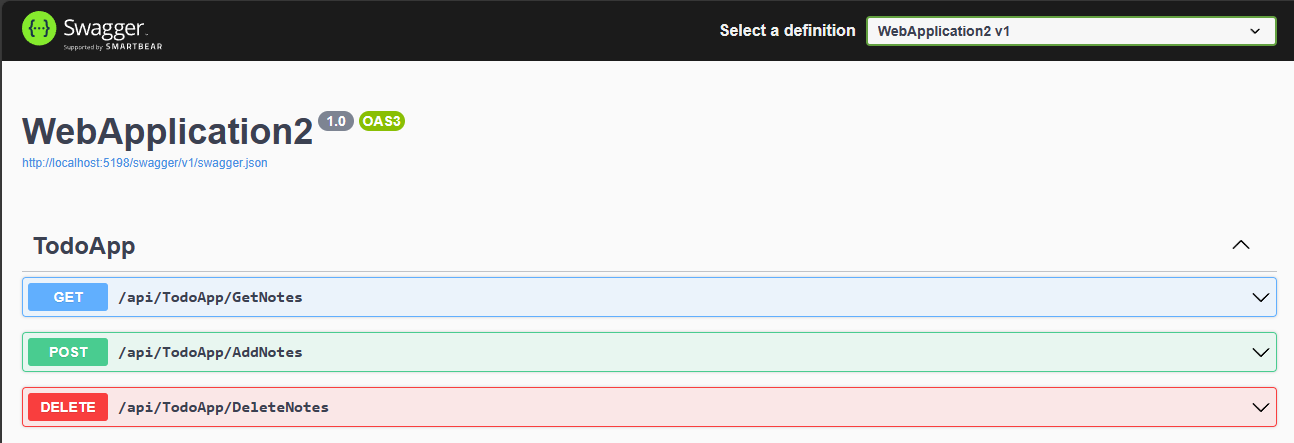 Swagger
Supported by SMARTBEAR
Select a definition
WebApplication2 v1
WebApplication2 1.0 OAS3
http://localhost:5198/swagger/v1/swagger.json
TodoApp
GET /api/TodoApp/GetNotes
POST /api/TodoApp/AddNotes
DELETE /api/TodoApp/DeleteNotes